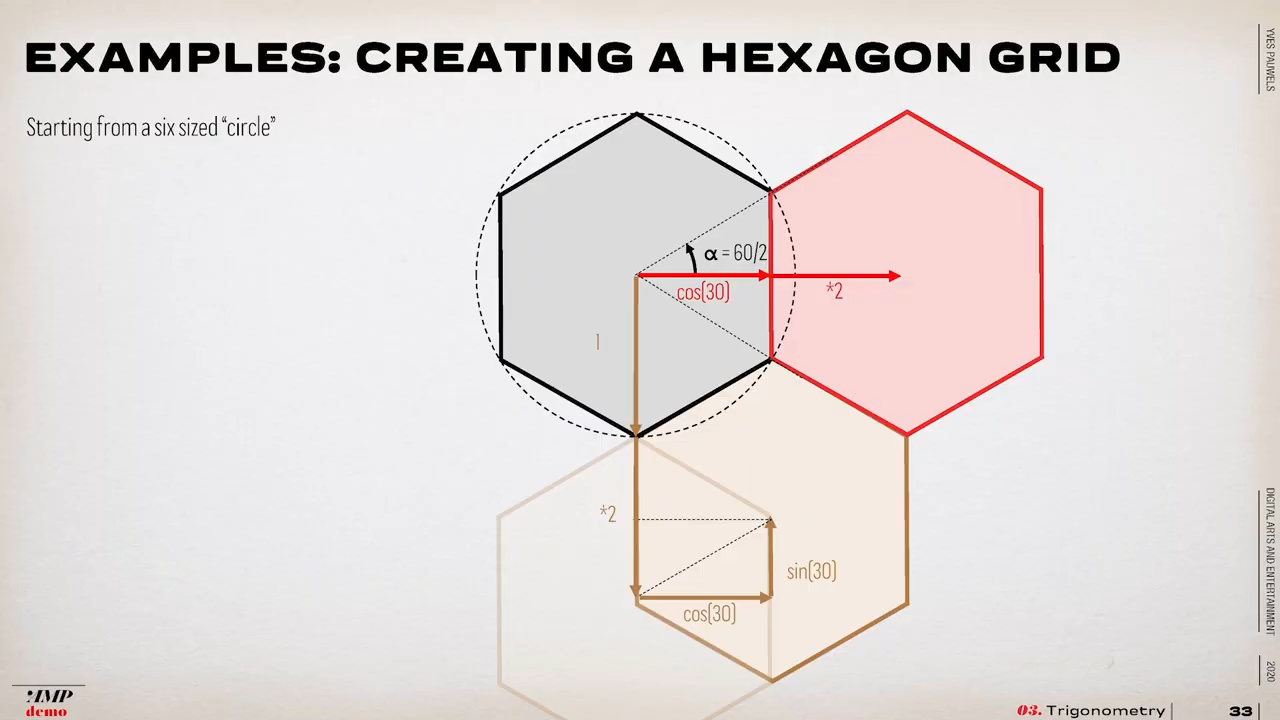 EXAMPLES: CREATING A HEXAGON GRID
Starting from a six sized “circle”
α = 60/2
cos(30)
*2
1
*2
sin(30)
cos(30)
YVES PAUWELS
DIGITAL ARTS AND ENTERTAINMENT
2020
:AMP
demo
03. Trigonometry
33